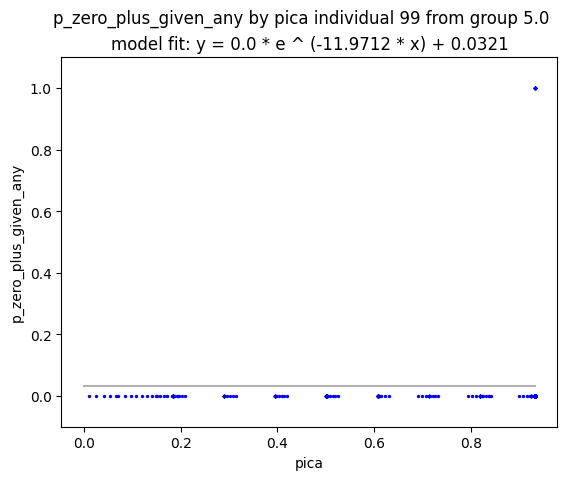 p_zero_plus_given_any by pica individual 99 from group 5.0
model fit: y = 0.0 * e ^ (-11.9712 * x) + 0.0321
1.0
0.8
0.6
0.4
0.2
0.0
p_zero_plus_given_any
0.0 0.2 0.4 0.6 0.8
pica